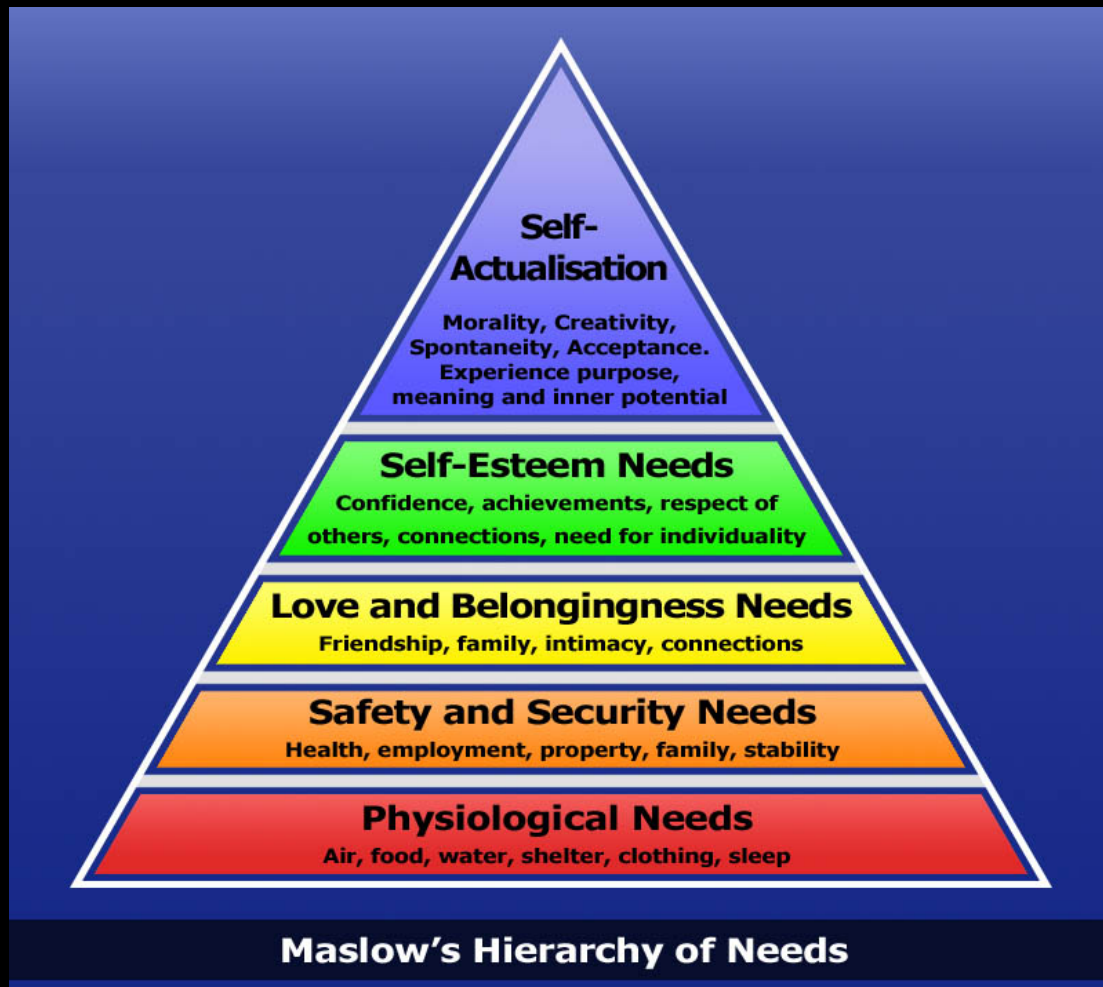 Self-
Actualisation
Morality, Creativity,
Spontaneity, Acceptance.
Experience purpose,
meaning and inner potential
Self-Esteem Needs
Confidence, achievements, respect of
others, connections, need for individuality
Love and Belongingness Needs
Friendship, family, intimacy, connections
Safety and Security Needs
Health, employment, property, family, stability
Physiological Needs
Air, food, water, shelter, clothing, sleep
Maslow's Hierarchy of Needs